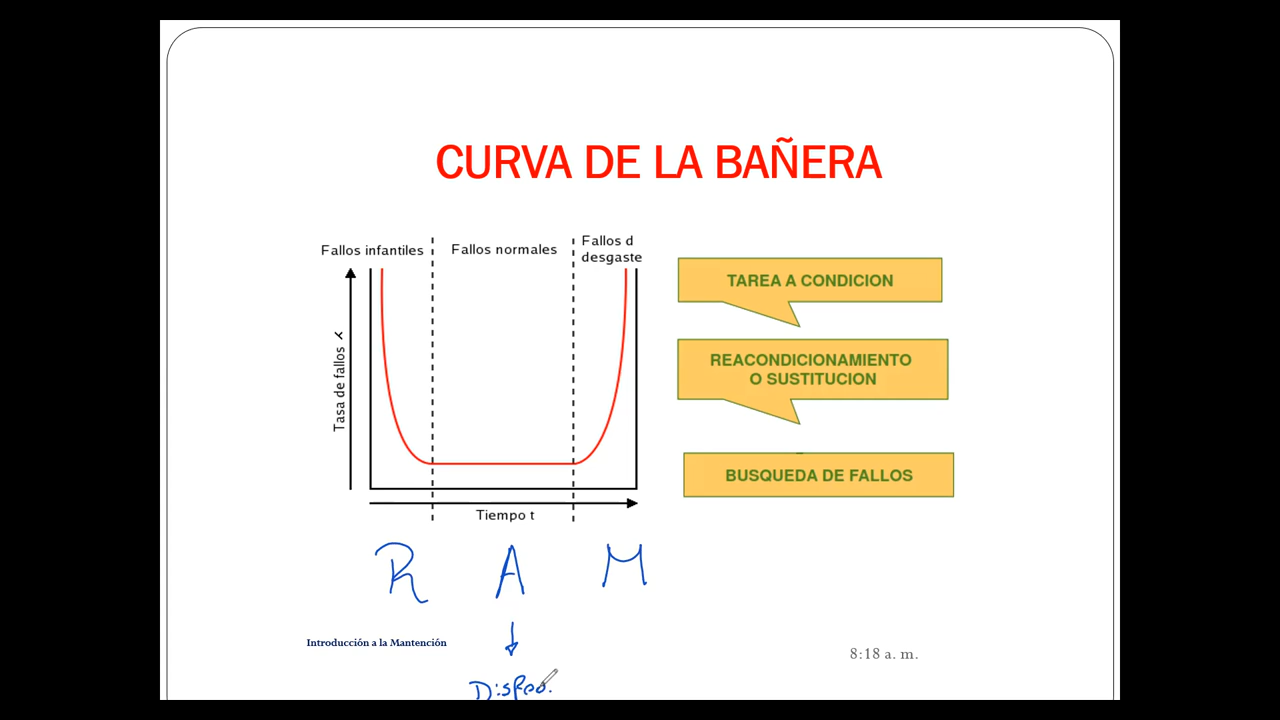 CURVA DE LA BAÑERA
Fallos infantiles
Fallos normales
Fallos d
desgaste
Tasa de fallos λ
Tiempo t
TAREA A CONDICION
REACONDICIONAMIENTO
O SUSTITUCION
BUSQUEDA DE FALLOS
R A M
Introducción a la Mantención
8:18 a. m.